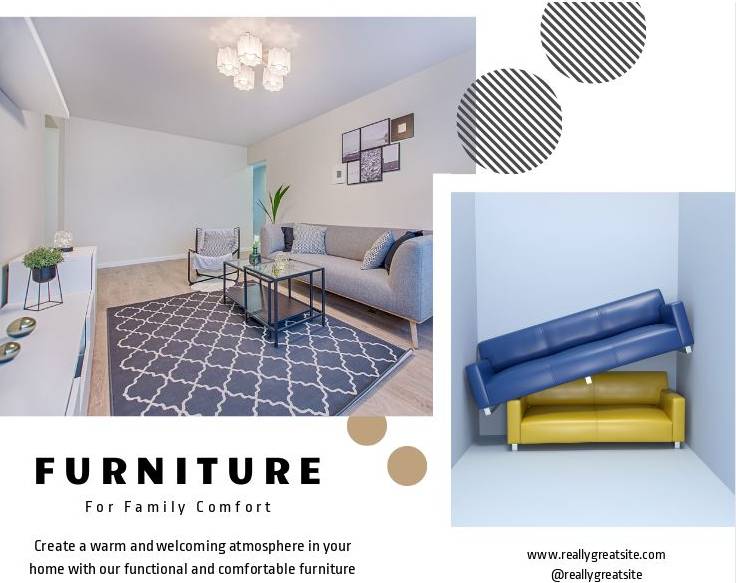 FURNITURE
For Family Comfort
Create a warm and welcoming atmosphere in your
home with our functional and comfortable furniture
www.reallygreatsite.com
@reallygreatsite